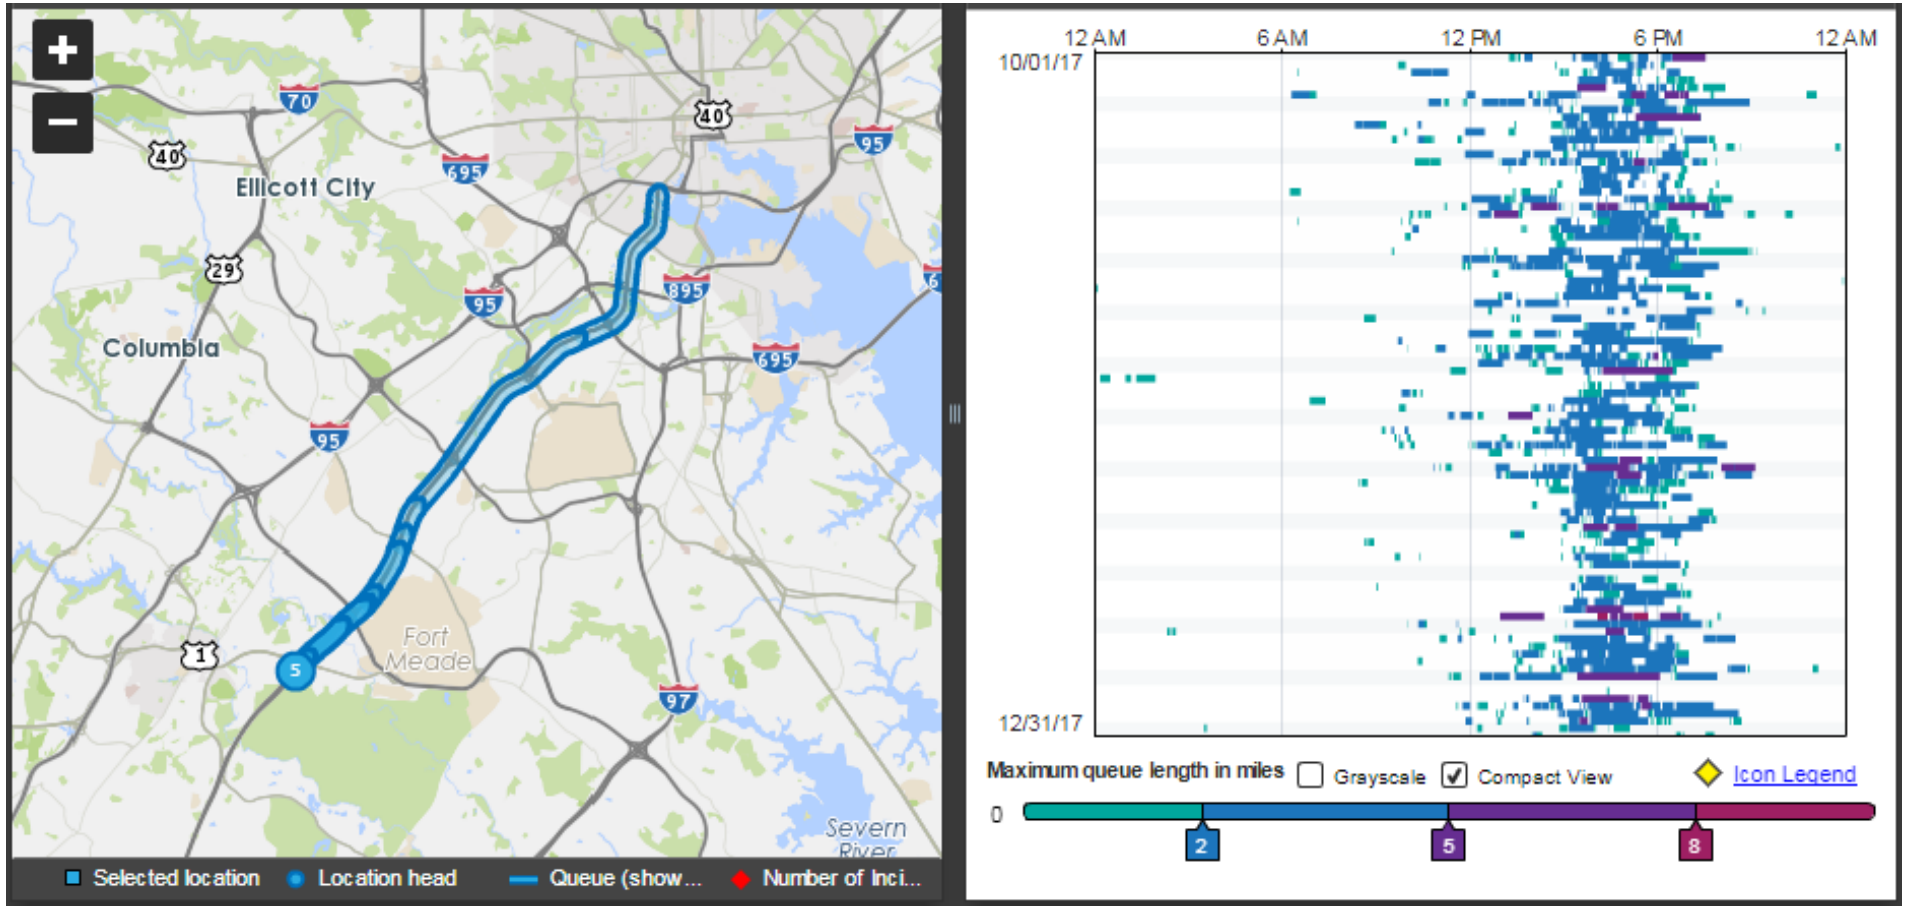 +
−
70
40
95
40
695
Ellicott City
29
95
895
6
Columbia
695
95
Fort
Meade
1
5
97
Severn
River
Selected location
Location head
Queue (show...
Number of Inci...
12 AM 6 AM 12 PM 6 PM 12 AM
10/01/17
12/31/17
Maximum queue length in miles Grayscale Compact View Icon Legend
0
2 5 8